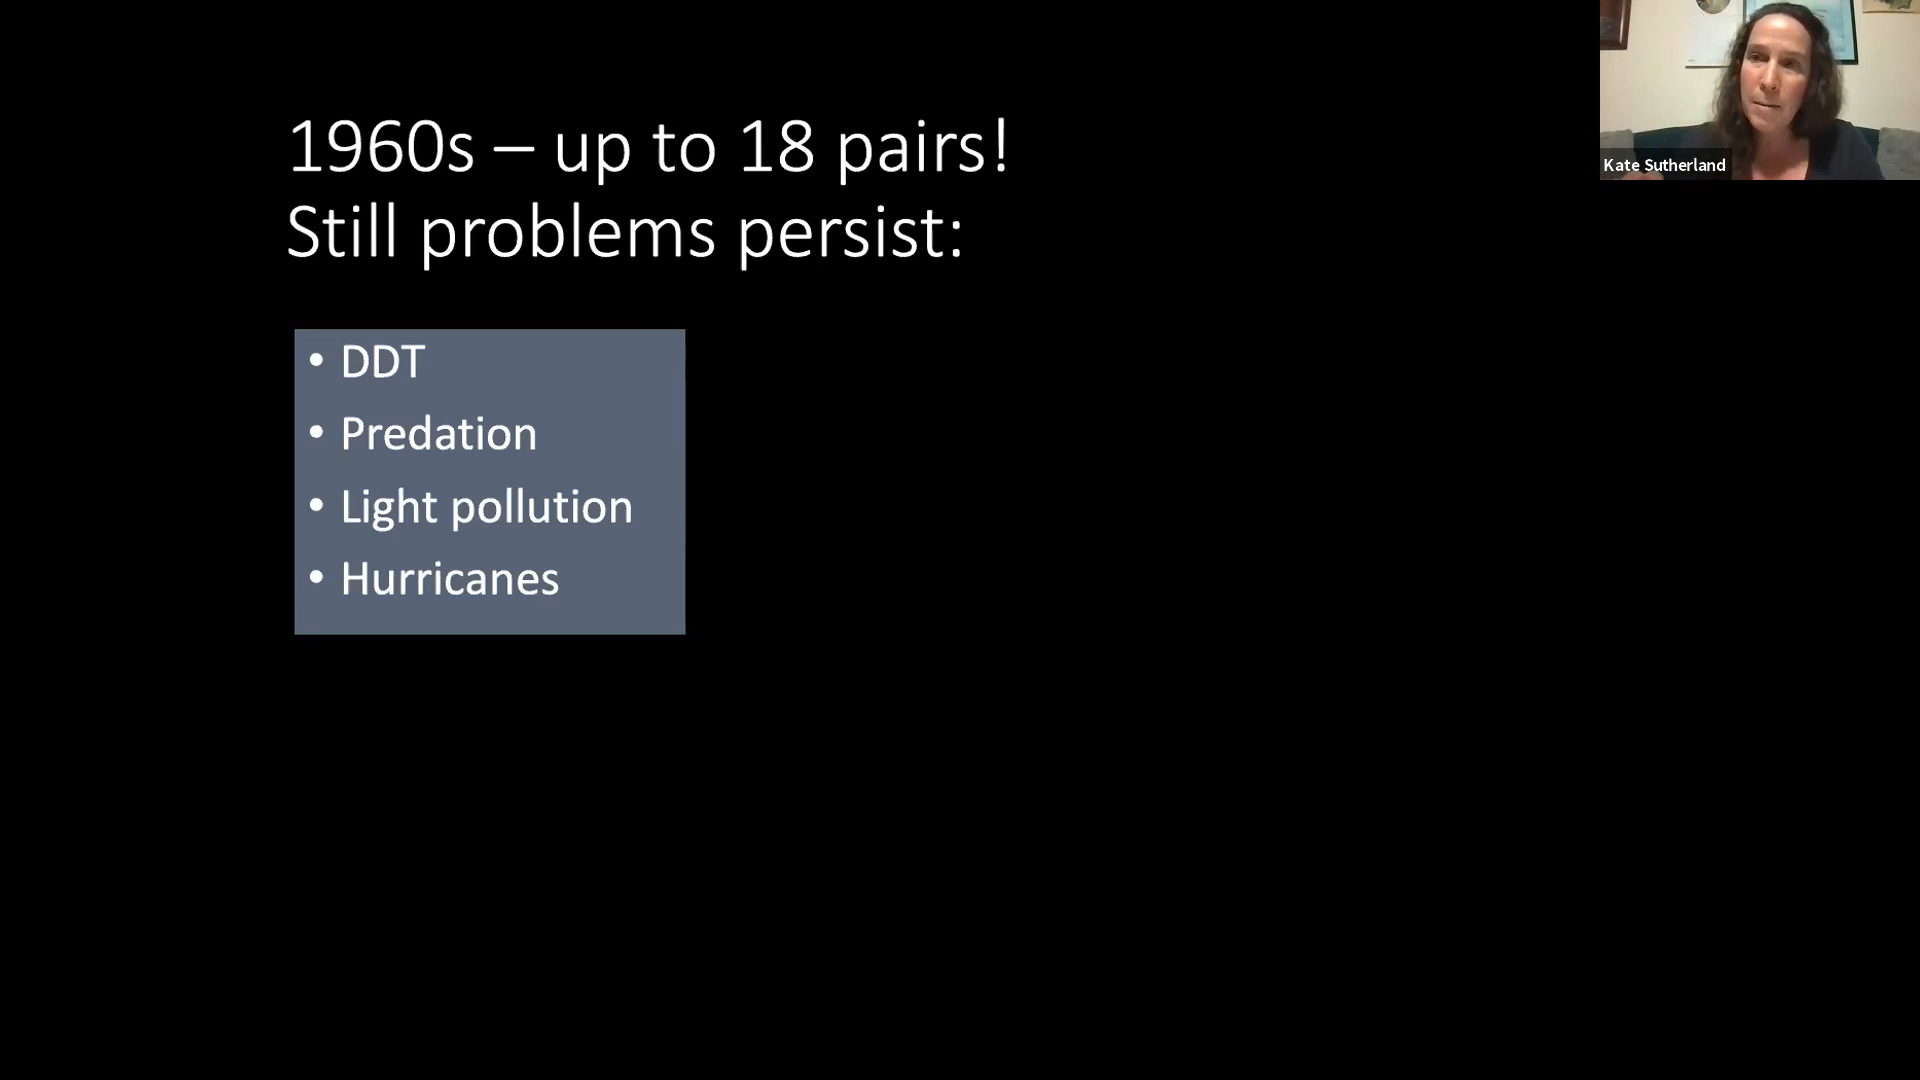 1960s – up to 18 pairs!
Still problems persist:
• DDT
• Predation
• Light pollution
• Hurricanes
Kate Sutherland